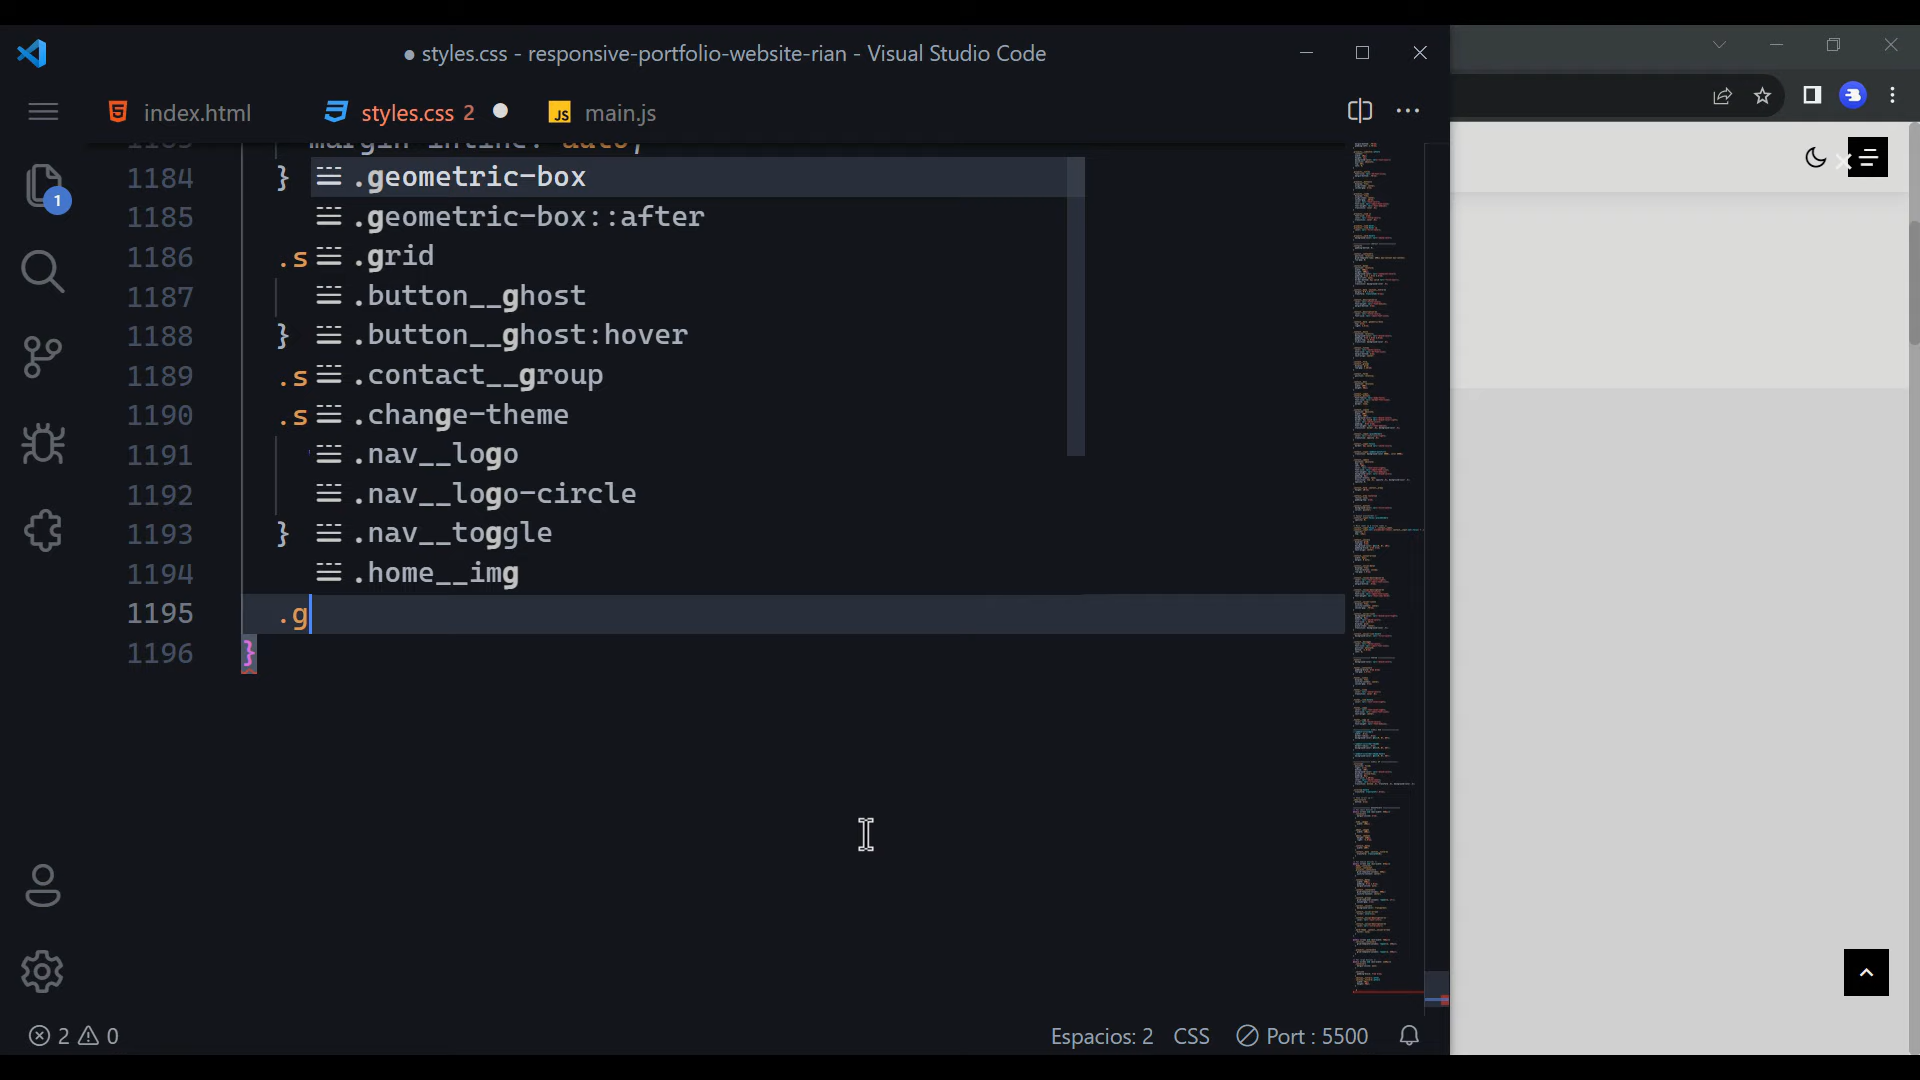 ● styles.css - responsive-portfolio-website-rian - Visual Studio Code
index.html
styles.css 2
JS main.js
1184 }
1185
1186 .s
1187
1188 }
1189 .s
1190 .s
1191
1192
1193 }
1194
1195 .g
1196 }
.geometric-box
.geometric-box::after
.grid
.button__ghost
.button__ghost:hover
.contact__group
.change-theme
.nav__logo
.nav__logo-circle
.nav__toggle
.home__img
1
2 0
Espacios: 2 CSS Port : 5500